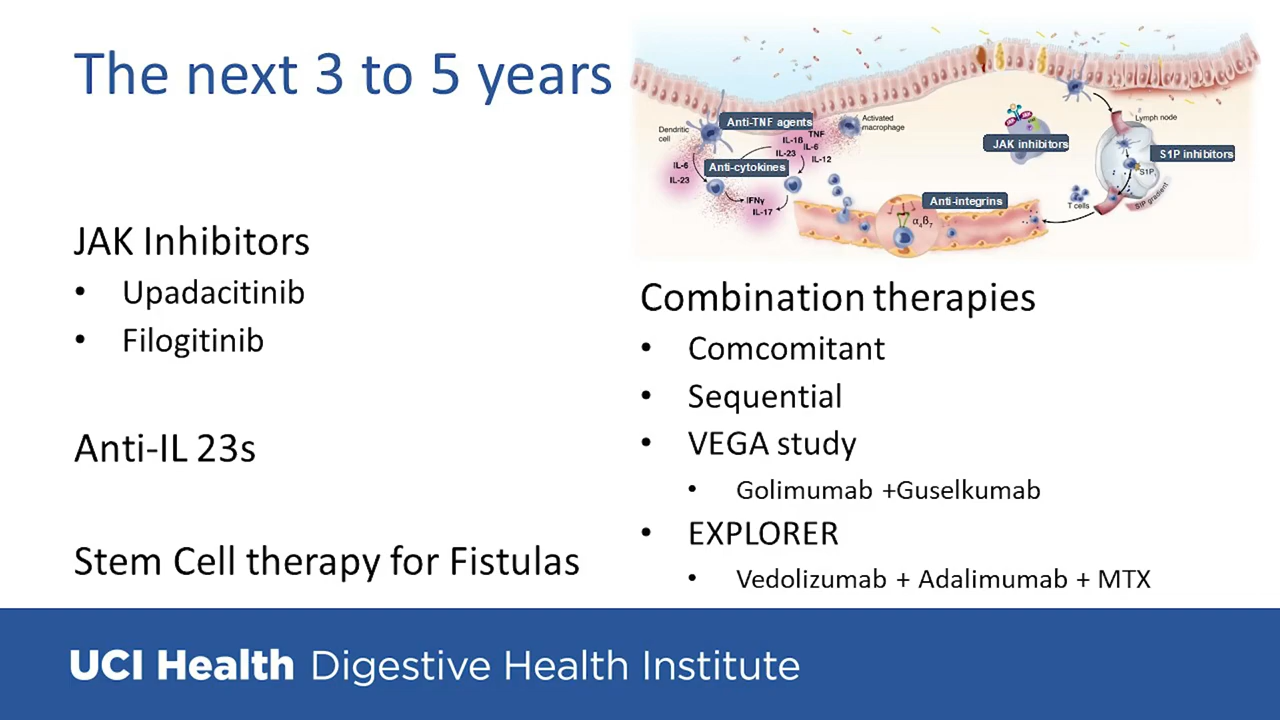 The next 3 to 5 years
JAK Inhibitors
• Upadacitinib
• Filogitinib
Anti-IL 23s
Stem Cell therapy for Fistulas
Dendritic
cell
Anti-TNF agents
TNF
IL-1ß
IL-6
IL-23
IL-12
Activated
macrophage
Anti-cytokines
IL-6
IL-23
IFNγ
IL-17
JAK inhibitors
Lymph node
S1P inhibitors
S1P
S1P gradient
T cells
Anti-integrins
α4ß7
Combination therapies
• Comcomitant
• Sequential
• VEGA study
• Golimumab +Guselkumab
• EXPLORER
• Vedolizumab + Adalimumab + MTX
UCI Health Digestive Health Institute